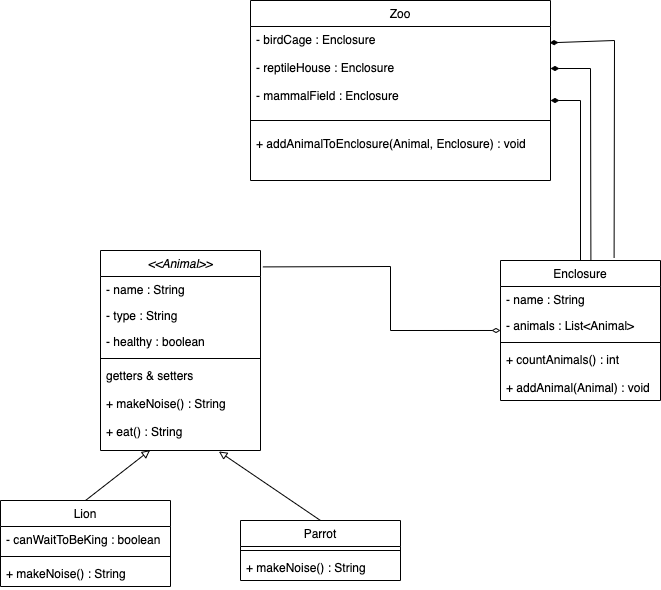 Zoo
- birdCage : Enclosure
- reptileHouse : Enclosure
- mammalField : Enclosure
+ addAnimalToEnclosure(Animal, Enclosure) : void
<<Animal>>
- name : String
- type : String
- healthy : boolean
getters & setters
+ makeNoise() : String
+ eat() : String
Enclosure
- name : String
- animals : List<Animal>
+ countAnimals() : int
+ addAnimal(Animal) : void
Lion
- canWaitToBeKing : boolean
+ makeNoise() : String
Parrot
+ makeNoise() : String